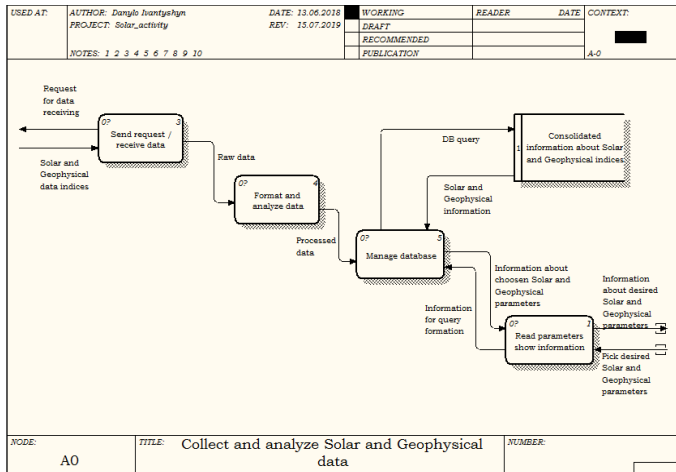 USED AT:
AUTHOR: Danylo Ivantyshyn
DATE: 13.06.2018
PROJECT: Solar_activity
REV: 15.07.2019
NOTES: 1 2 3 4 5 6 7 8 9 10
WORKING
DRAFT
RECOMMENDED
PUBLICATION
READER
DATE
CONTEXT:
A-0
Request
for data
receiving
0?
3
Send request /
receive data
Solar and
Geophysical
data indices
Raw data
0?
4
Format and
analyze data
Processed
data
DB query
1
Consolidated
information about Solar
and Geophysical indices
Solar and
Geophysical
information
0?
5
Manage database
Information about
choosen Solar and
Geophysical
parameters
Information
for query
formation
0?
1
Read parameters
show information
Information
about desired
Solar and
Geophysical
parameters
Pick desired
Solar and
Geophysical
parameters
NODE:
A0
TITLE:
Collect and analyze Solar and Geophysical
data
NUMBER: